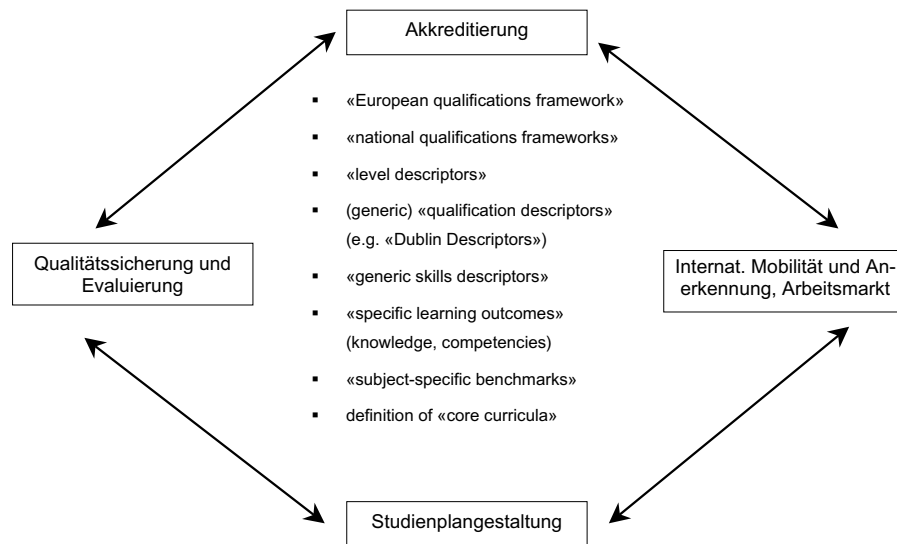 Akkreditierung
▪ «European qualifications framework»
▪ «national qualifications frameworks»
▪ «level descriptors»
▪ (generic) «qualification descriptors»
(e.g. «Dublin Descriptors»)
Qualitätssicherung und
Evaluierung
Internat. Mobilität und An-
erkennung, Arbeitsmarkt
▪ «generic skills descriptors»
▪ «specific learning outcomes»
(knowledge, competencies)
▪ «subject-specific benchmarks»
▪ definition of «core curricula»
Studienplangestaltung